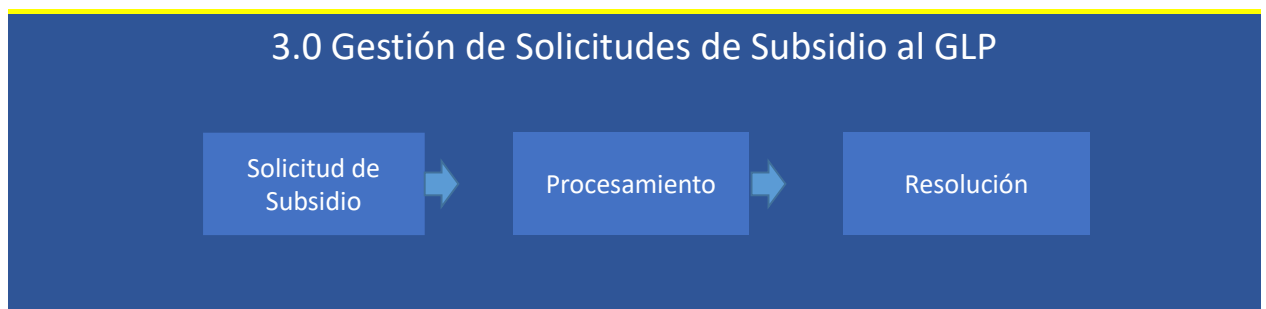 3.0 Gestión de Solicitudes de Subsidio al GLP
Solicitud de
Subsidio
Procesamiento
Resolución